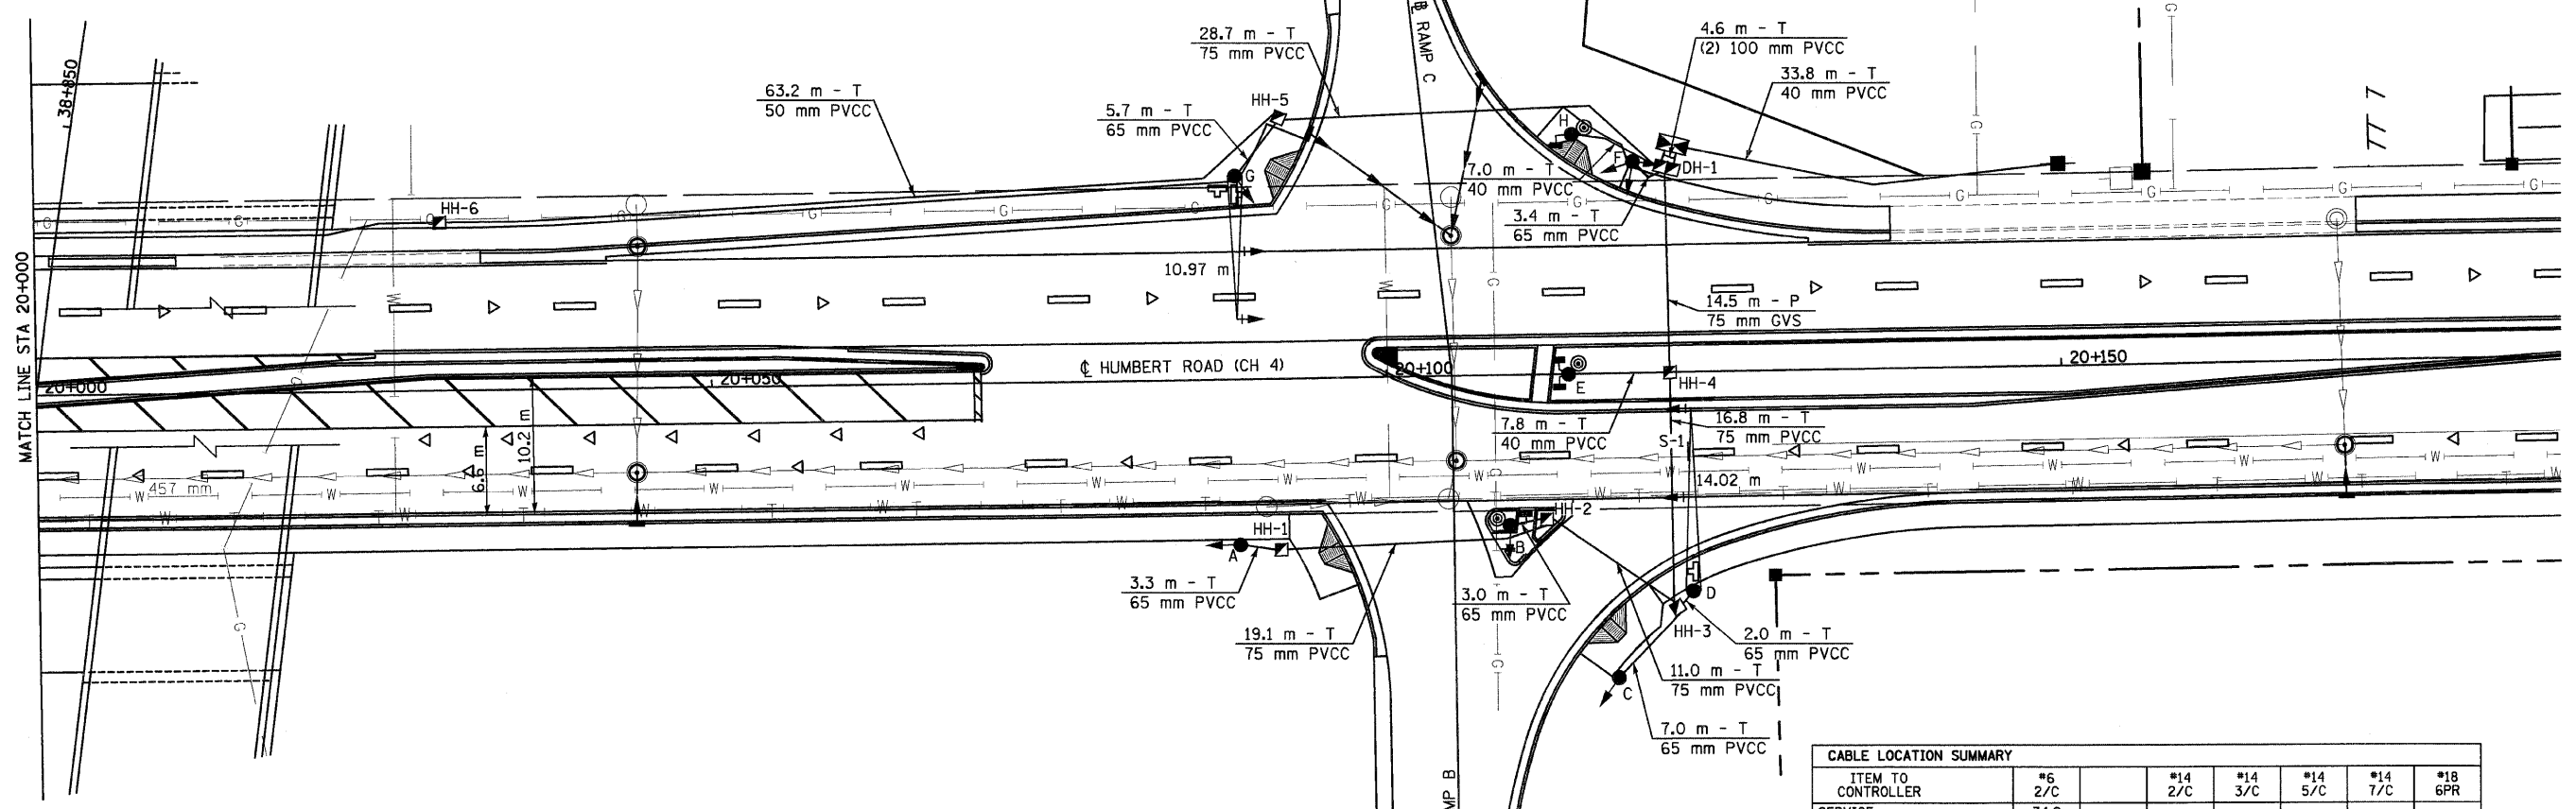 28.7 m - T
75 mm PVCC
℄ RAMP C
4.6 m - T
(2) 100 mm PVCC
33.8 m - T
40 mm PVCC
38+850
63.2 m - T
50 mm PVCC
HH-5
5.7 m - T
65 mm PVCC
G
H
F
DH-1
7.0 m - T
40 mm PVCC
3.4 m - T
65 mm PVCC
HH-6
10.97 m
14.5 m - P
75 mm GVS
MATCH LINE STA 20+000
20+000
20+050
℄ HUMBERT ROAD (CH 4)
20+100
E
HH-4
20+150
6.6 m
10.2 m
7.8 m - T
40 mm PVCC
16.8 m - T
75 mm PVCC
S-1
457 mm
14.02 m
HH-1
A
HH-2
B
3.3 m - T
65 mm PVCC
19.1 m - T
75 mm PVCC
3.0 m - T
65 mm PVCC
D
HH-3
2.0 m - T
65 mm PVCC
11.0 m - T
75 mm PVCC
C
7.0 m - T
65 mm PVCC
MP B
CABLE LOCATION SUMMARY
ITEM TO CONTROLLER
#6 2/C
#14 2/C
#14 3/C
#14 5/C
#14 7/C
#18 6PR